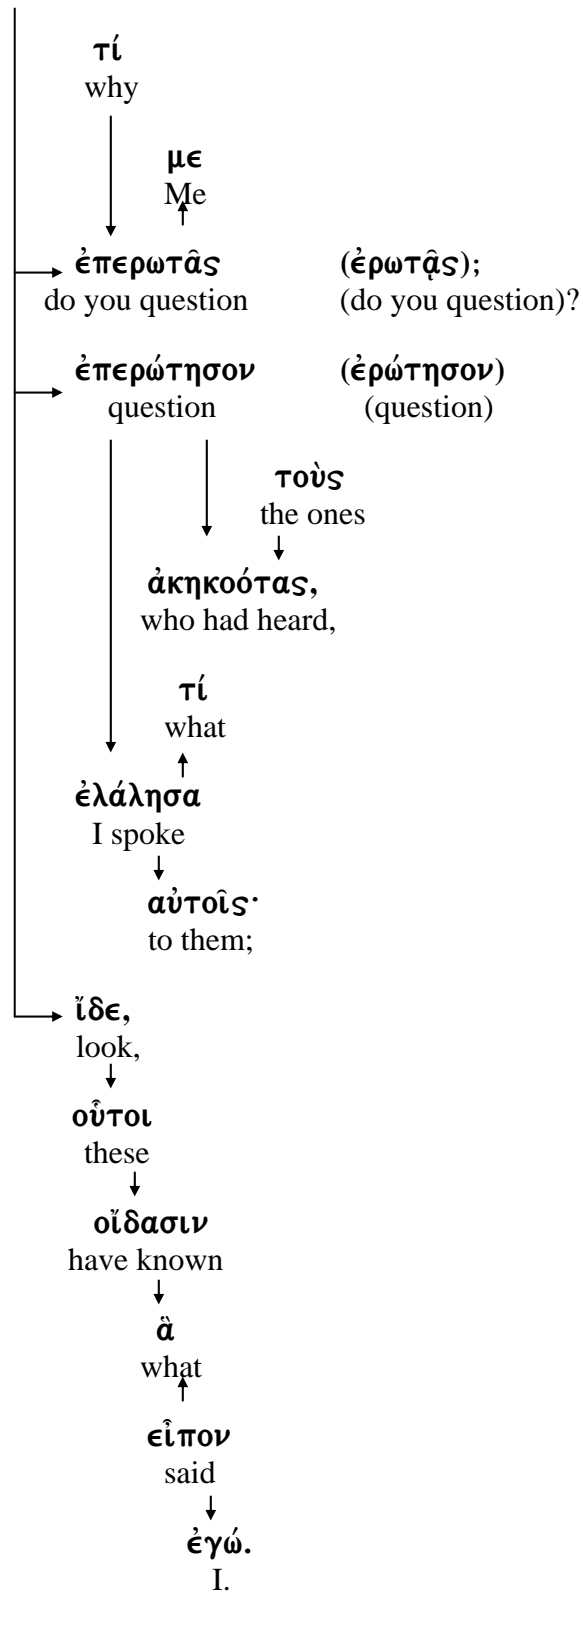 τί
why
με
Me
ἐπερωτᾶς (ἐρωτᾷς);
do you question (do you question)?
ἐπερώτησον (ἐρώτησον)
question (question)
τοὺς
the ones
ἀκηκοότας,
who had heard,
τί
what
ἐλάλησα
I spoke
αὐτοῖς·
to them;
ἴδε,
look,
οὗτοι
these
οἴδασιν
have known
ἃ
what
εἶπον
said
ἐγώ.
I.